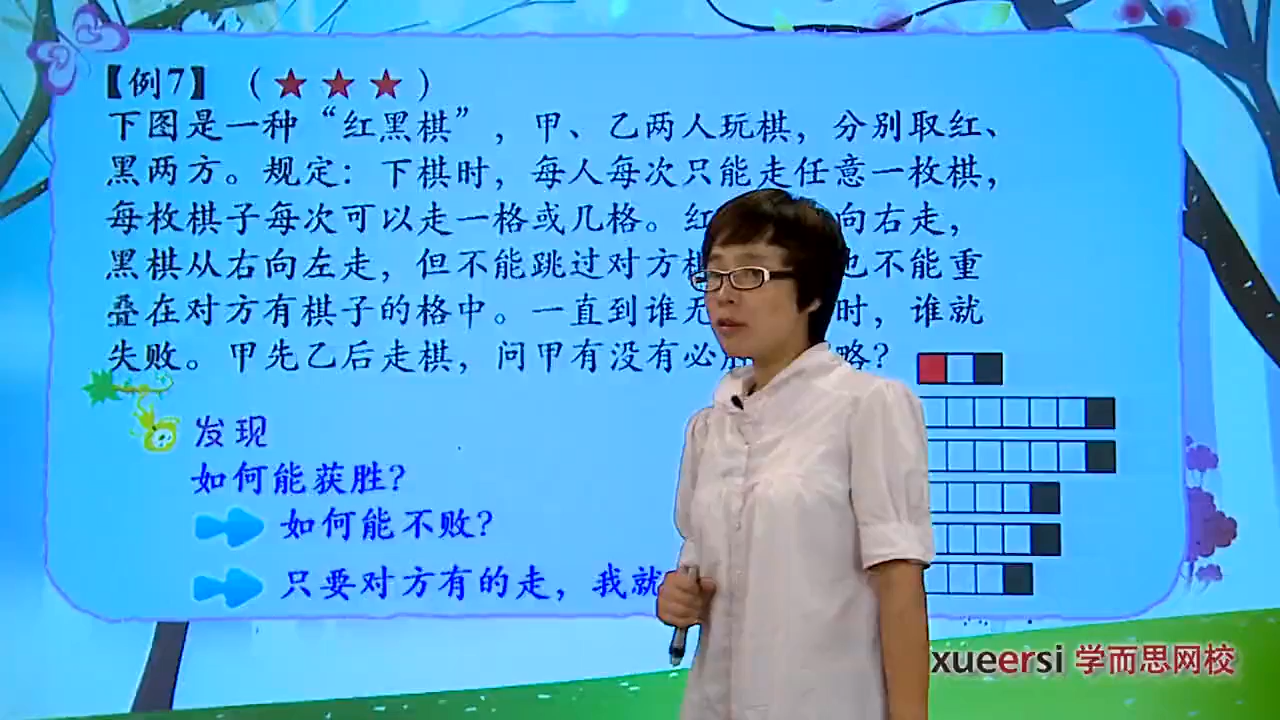 【例7】（★★★）
下图是一种“红黑棋”，甲、乙两人玩棋，分别取红、
黑两方。规定：下棋时，每人每次只能走任意一枚棋，
每枚棋子每次可以走一格或几格。红 向右走，
黑棋从右向左走，但不能跳过对方棋 也不能重
叠在对方有棋子的格中。一直到谁无 时，谁就
失败。甲先乙后走棋，问甲有没有必胜 略？
发现
如何能获胜？
如何能不败？
只要对方有的走，我就
xueersi 学而思网校